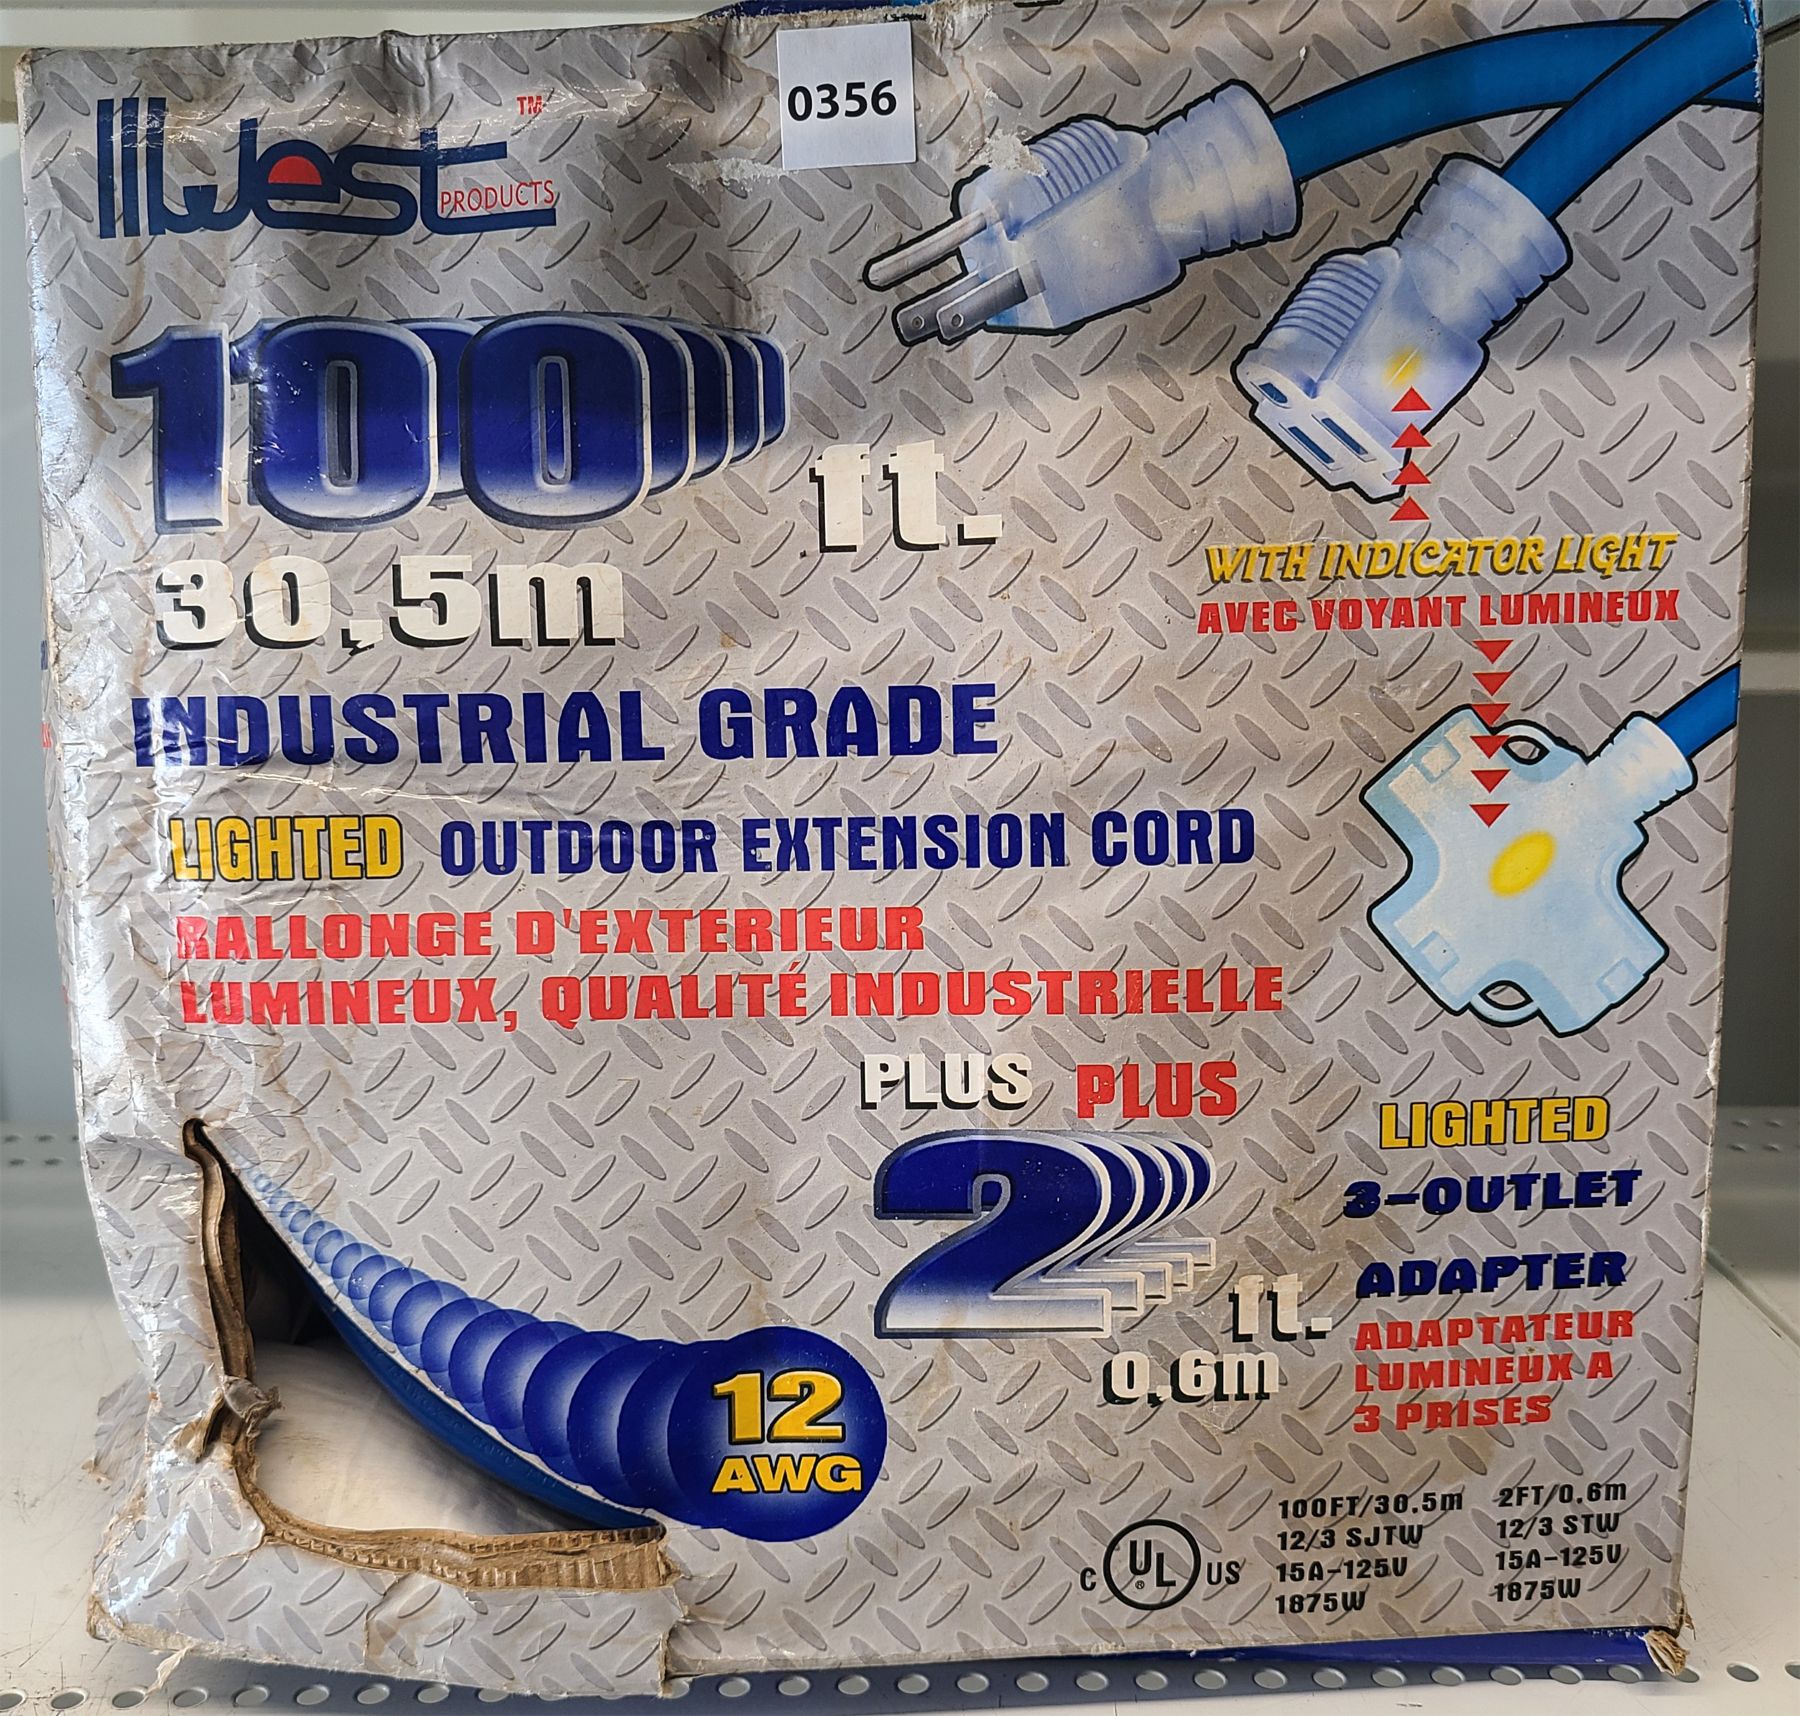 0356
West
TM
PRODUCTS
100 ft.
30,5m
WITH INDICATOR LIGHT
AVEC VOYANT LUMINEUX
INDUSTRIAL GRADE
LIGHTED OUTDOOR EXTENSION CORD
RALLONGE D'EXTERIEUR
LUMINEUX, QUALITÉ INDUSTRIELLE
PLUS PLUS
2 ft.
0,6m
LIGHTED
3-OUTLET
ADAPTER
ADAPTATEUR
LUMINEUX A
3 PRISES
12
AWG
C UL® US
100FT/30.5m
12/3 SJTW
15A-125V
1875W
2FT/0.6m
12/3 STW
15A-125V
1875W